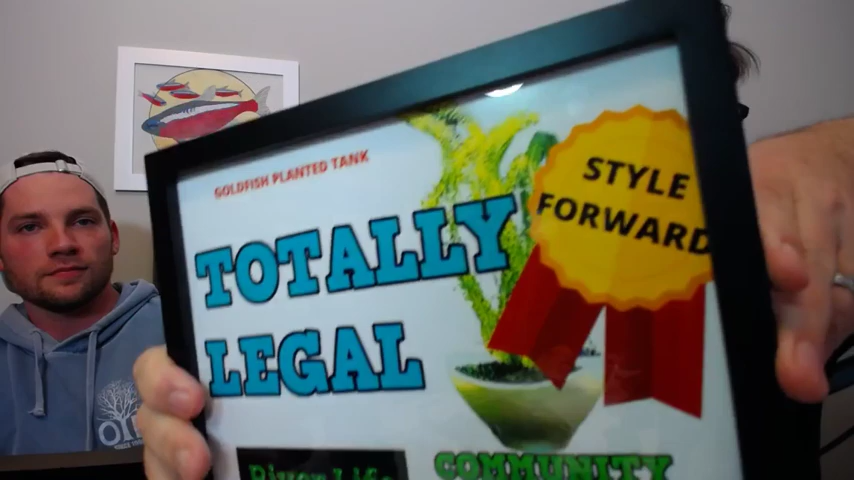 GOLDFISH PLANTED TANK
STYLE
FORWARD
TOTALLY
LEGAL
COMMUNITY